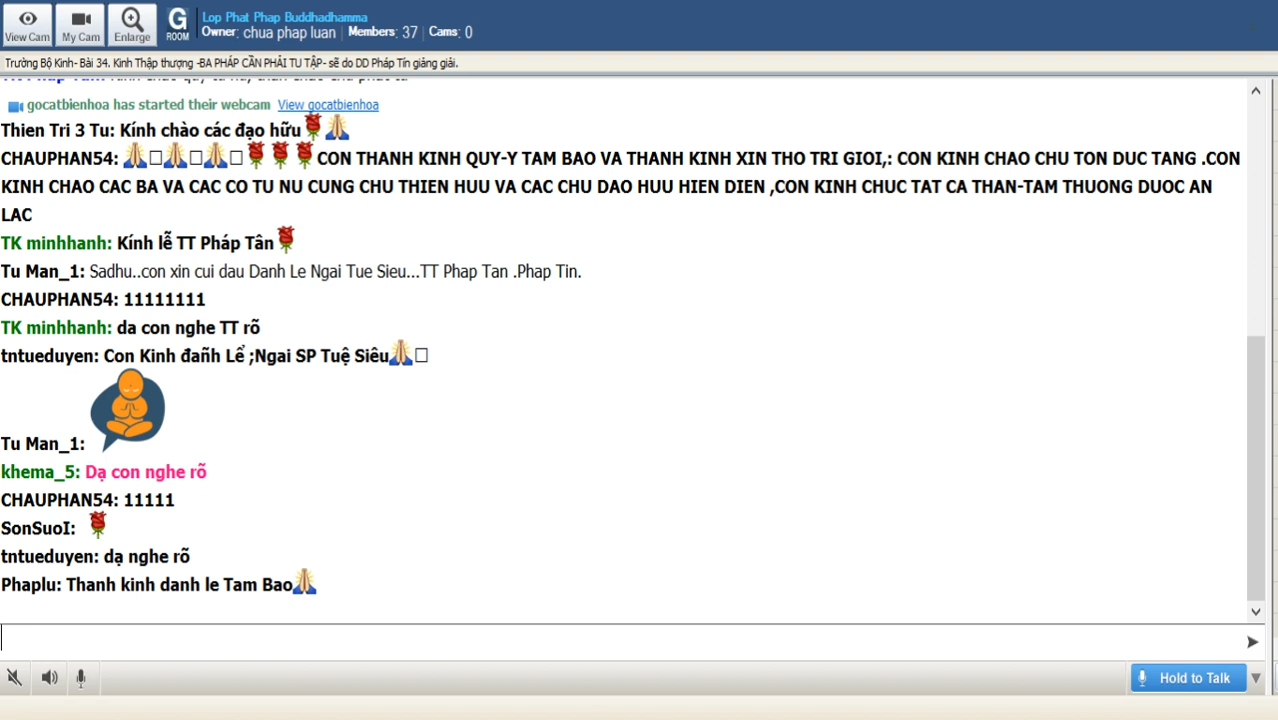 Lop Phat Phap Buddhadhamma
Owner: chua phap luan | Members: 37 | Cams: 0
View Cam
My Cam
Enlarge
G ROOM
Trường Bộ Kinh- Bài 34. Kinh Thập thượng -BA PHÁP CẦN PHẢI TU TẬP- sẽ do DD Pháp Tín giảng giải.
gocatbienhoa has started their webcam View gocatbienhoa
Thien Tri 3 Tu: Kính chào các đạo hữu
CHAUPHAN54: CON THANH KINH QUY-Y TAM BAO VA THANH KINH XIN THO TRI GIOI,: CON KINH CHAO CHU TON DUC TANG .CON
KINH CHAO CAC BA VA CAC CO TU NU CUNG CHU THIEN HUU VA CAC CHU DAO HUU HIEN DIEN ,CON KINH CHUC TAT CA THAN-TAM THUONG DUOC AN
LAC
TK minhhanh: Kính lễ TT Pháp Tân
Tu Man_1: Sadhu..con xin cui dau Danh Le Ngai Tue Sieu...TT Phap Tan .Phap Tin.
CHAUPHAN54: 11111111
TK minhhanh: da con nghe TT rõ
tntueduyen: Con Kinh đañh Lể ;Ngai SP Tuệ Siêu
Tu Man_1:
khema_5: Dạ con nghe rõ
CHAUPHAN54: 11111
SonSuoI:
tntueduyen: dạ nghe rõ
Phaplu: Thanh kinh danh le Tam Bao
Hold to Talk